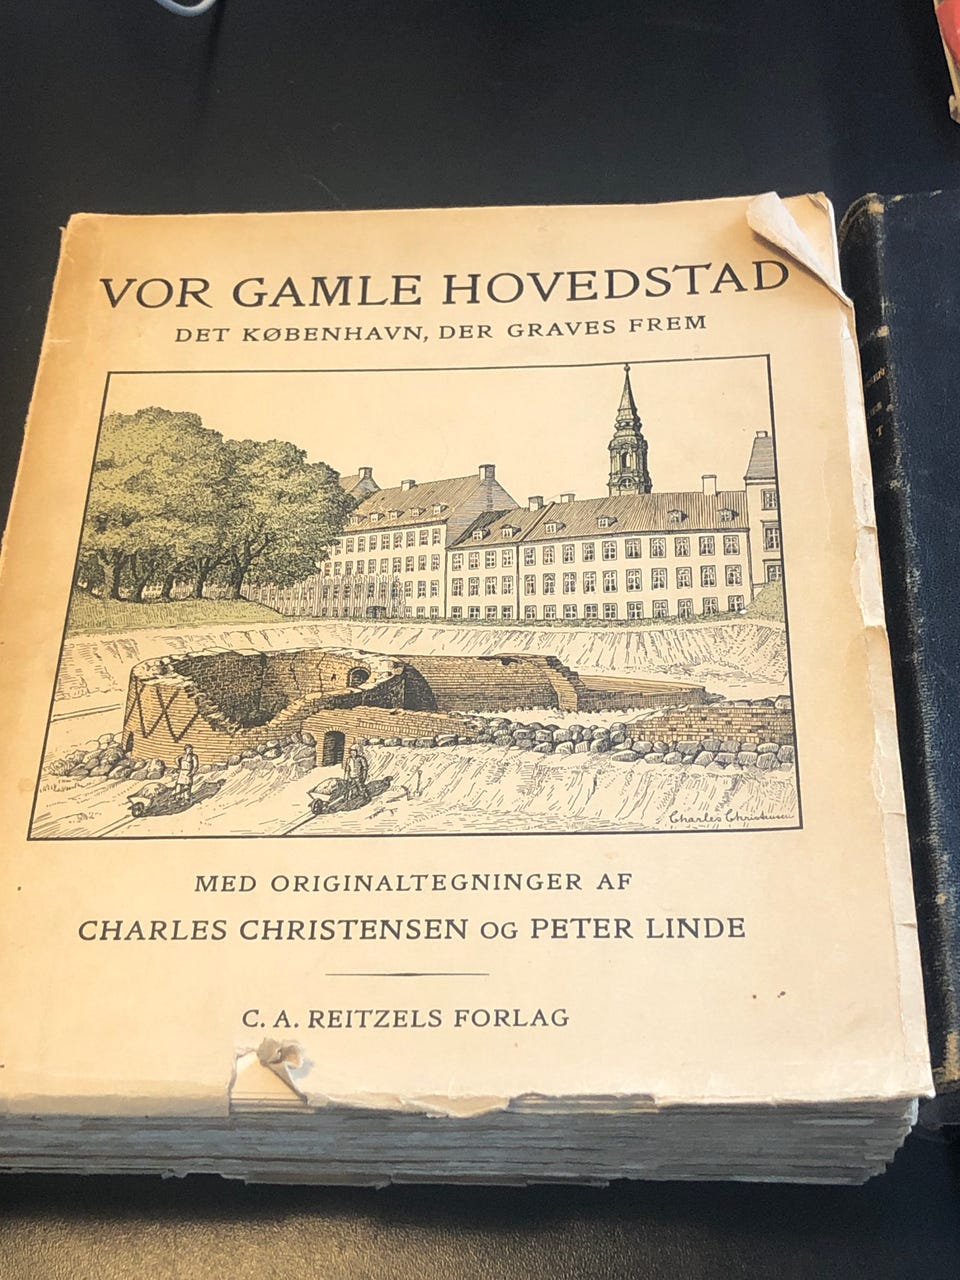 VOR GAMLE HOVEDSTAD
DET KØBENHAVN, DER GRAVES FREM
Charles Christensen
MED ORIGINALTEGNINGER AF
CHARLES CHRISTENSEN OG PETER LINDE
C. A. REITZELS FORLAG